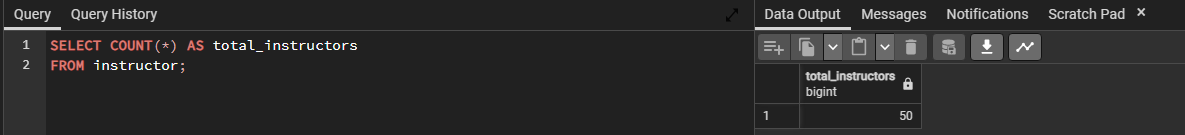 Query Query History
1 SELECT COUNT(*) AS total_instructors
2 FROM instructor;
Data Output Messages Notifications Scratch Pad ×
total_instructors
bigint
1 50